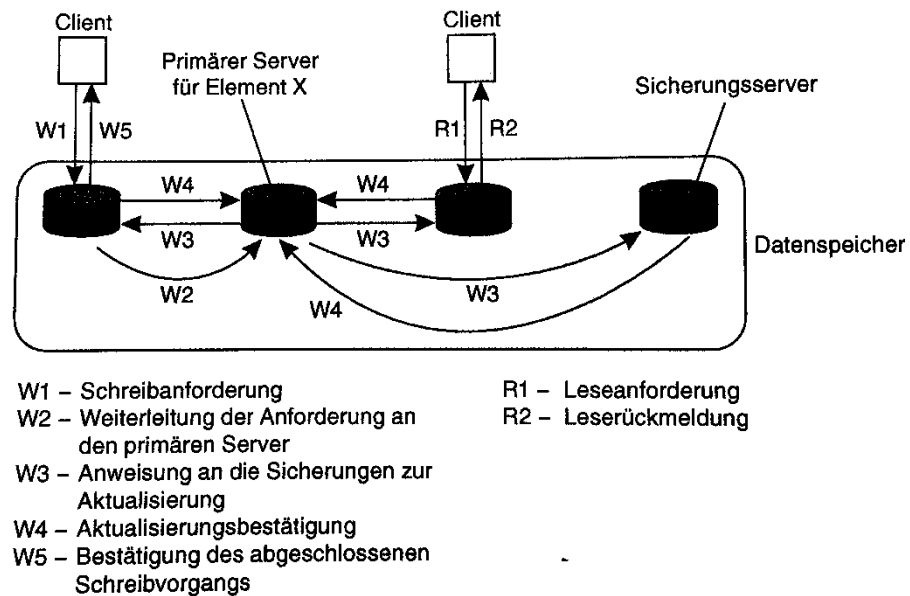 Client
Client
Primärer Server
für Element X
Sicherungsserver
W1
W5
R1
R2
W4
W4
W3
W3
Datenspeicher
W2
W3
W4
W1 – Schreibanforderung
W2 – Weiterleitung der Anforderung an
den primären Server
W3 – Anweisung an die Sicherungen zur
Aktualisierung
W4 – Aktualisierungsbestätigung
W5 – Bestätigung des abgeschlossenen
Schreibvorgangs
R1 – Leseanforderung
R2 – Leserückmeldung